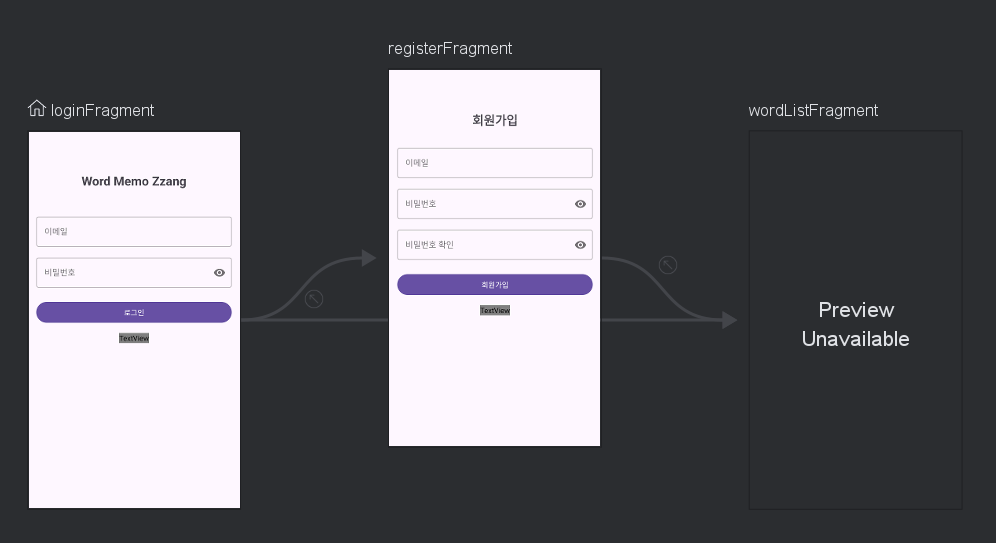 loginFragment
Word Memo Zzang
이메일
비밀번호
로그인
TextView
registerFragment
회원가입
이메일
비밀번호
비밀번호 확인
회원가입
TextView
wordListFragment
Preview
Unavailable